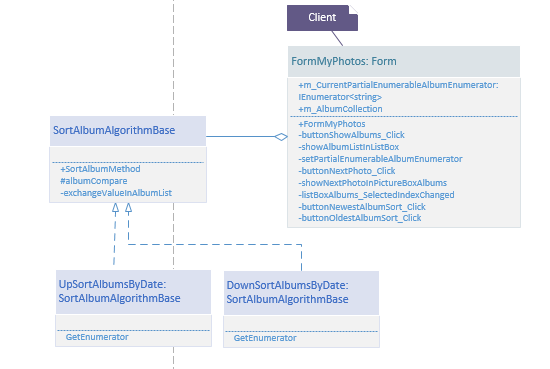 Client
FormMyPhotos: Form
+m_CurrentPartialEnumerableAlbumEnumerator:
IEnumerator<string>
+m_AlbumCollection
+FormMyPhotos
-buttonShowAlbums_Click
-showAlbumListInListBox
-setPartialEnumerableAlbumEnumerator
-buttonNextPhoto_Click
-showNextPhotoInPictureBoxAlbums
-listBoxAlbums_SelectedIndexChanged
-buttonNewestAlbumSort_Click
-buttonOldestAlbumSort_Click
SortAlbumAlgorithmBase
+SortAlbumMethod
#albumCompare
-exchangeValueInAlbumList
UpSortAlbumsByDate:
SortAlbumAlgorithmBase
GetEnumerator
DownSortAlbumsByDate:
SortAlbumAlgorithmBase
GetEnumerator